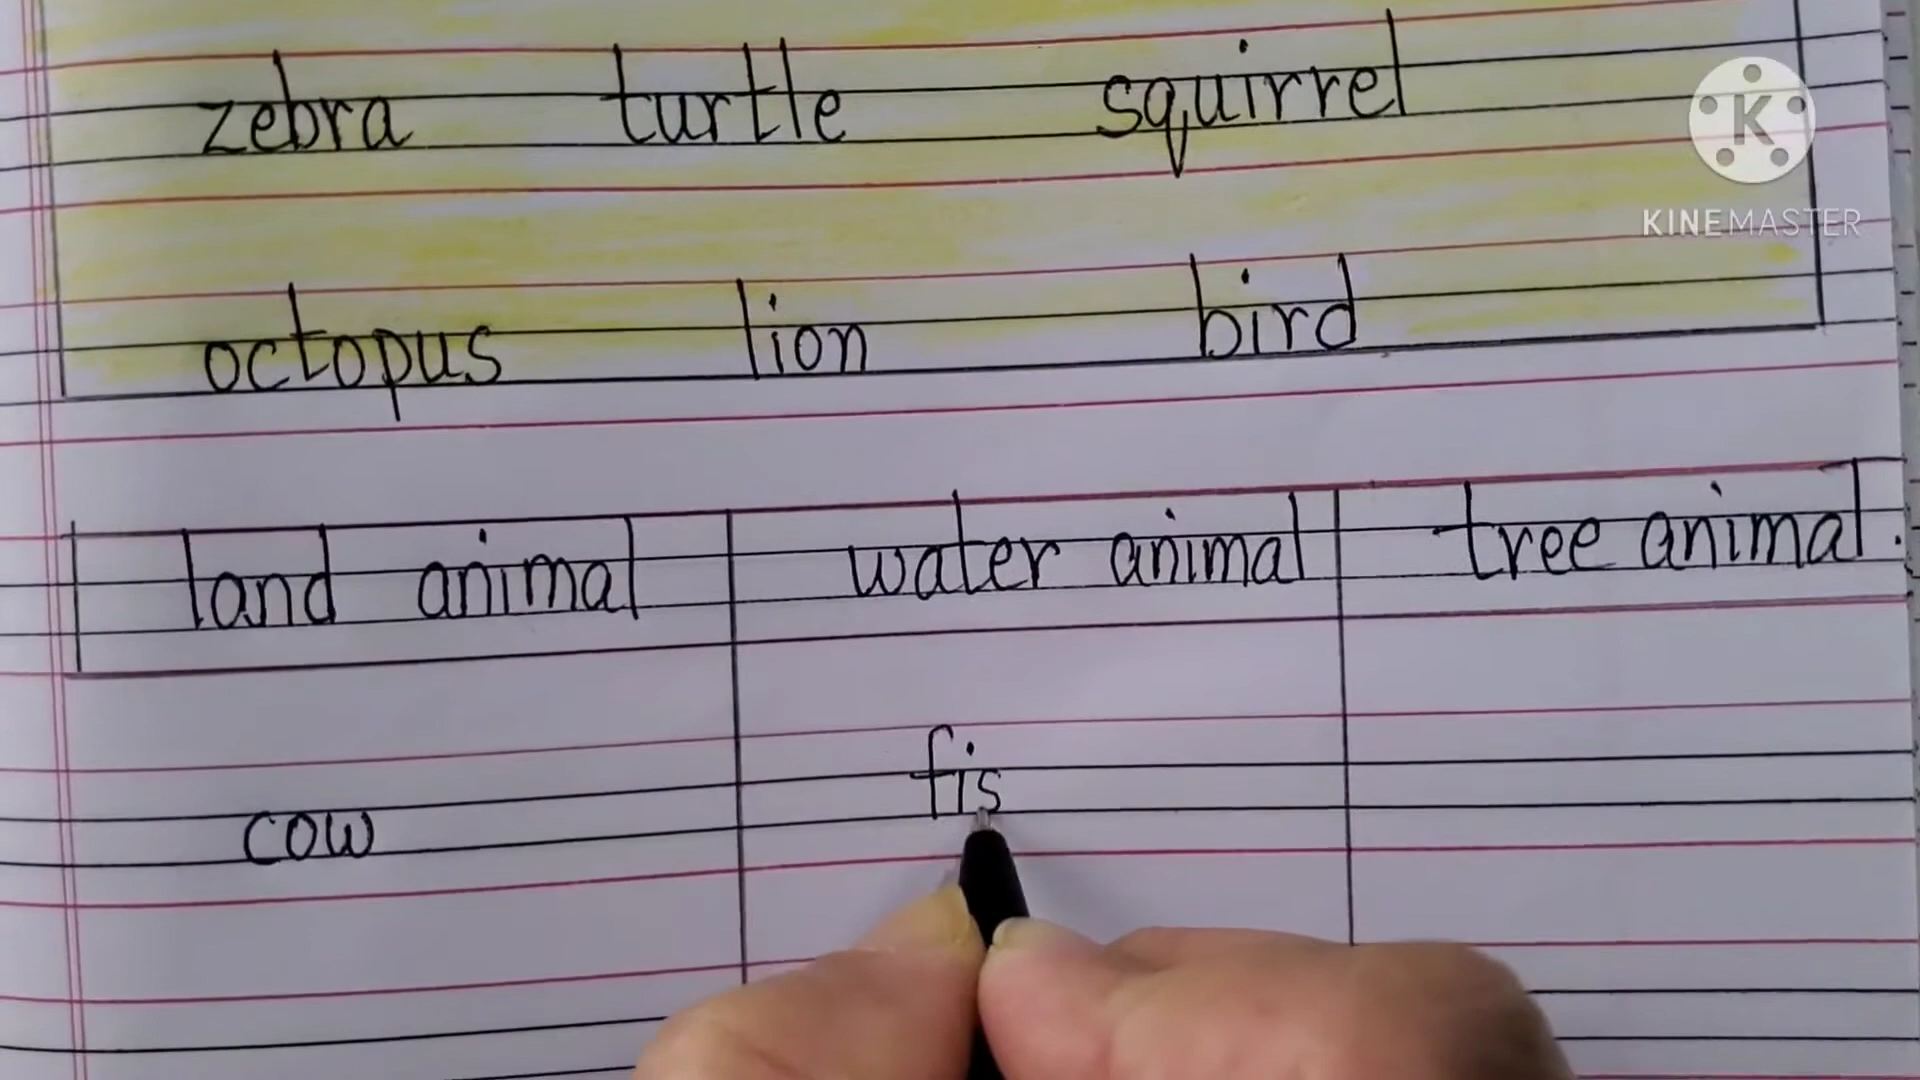 zebra turtle squirrel
K
KINEMASTER
octopus lion bird
land animal water animal tree animal.
cow fis